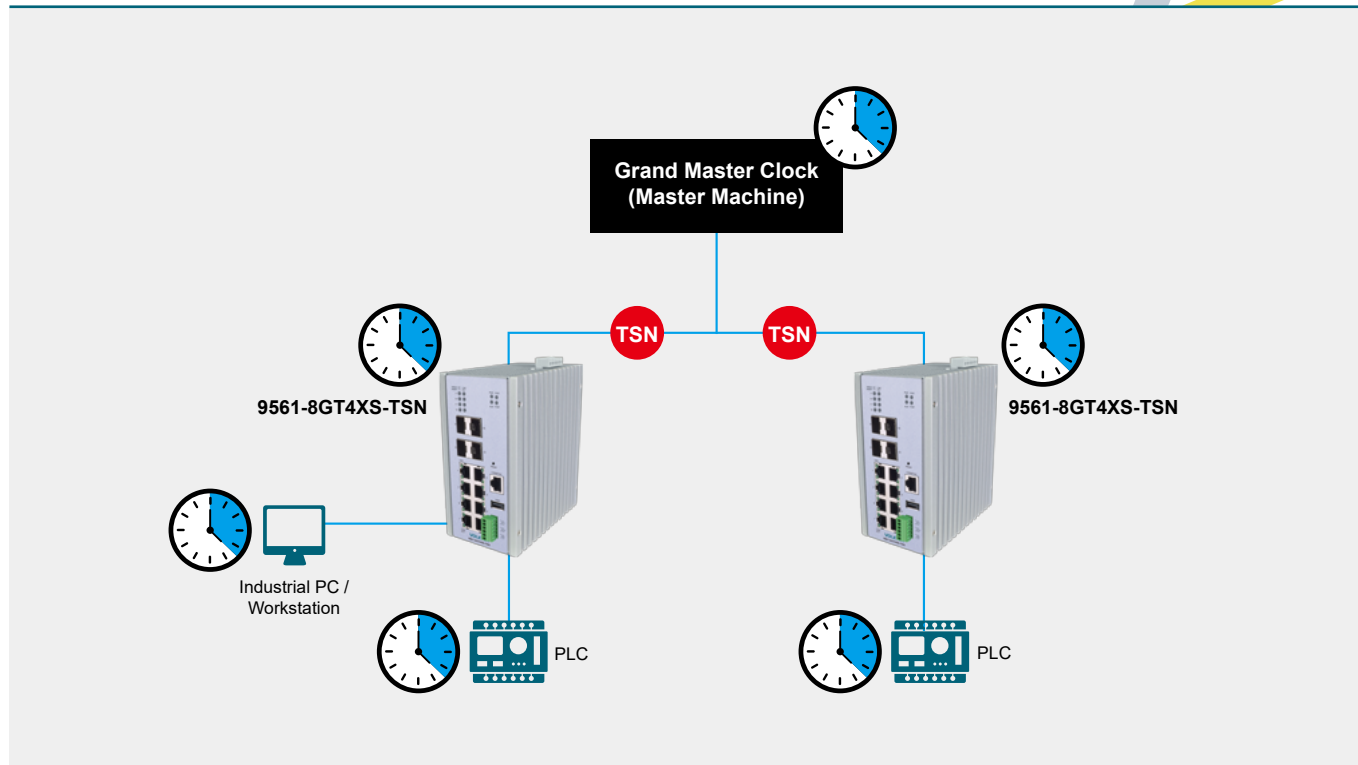 Grand Master Clock
(Master Machine)
TSN
TSN
9561-8GT4XS-TSN
9561-8GT4XS-TSN
Industrial PC /
Workstation
PLC
PLC